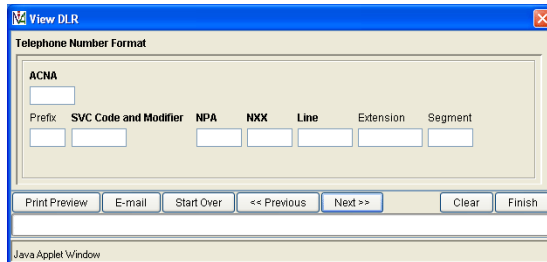 View DLR
Telephone Number Format
ACNA
Prefix SVC Code and Modifier NPA NXX Line Extension Segment
Print Preview E-mail Start Over << Previous Next >> Clear Finish
Java Applet Window